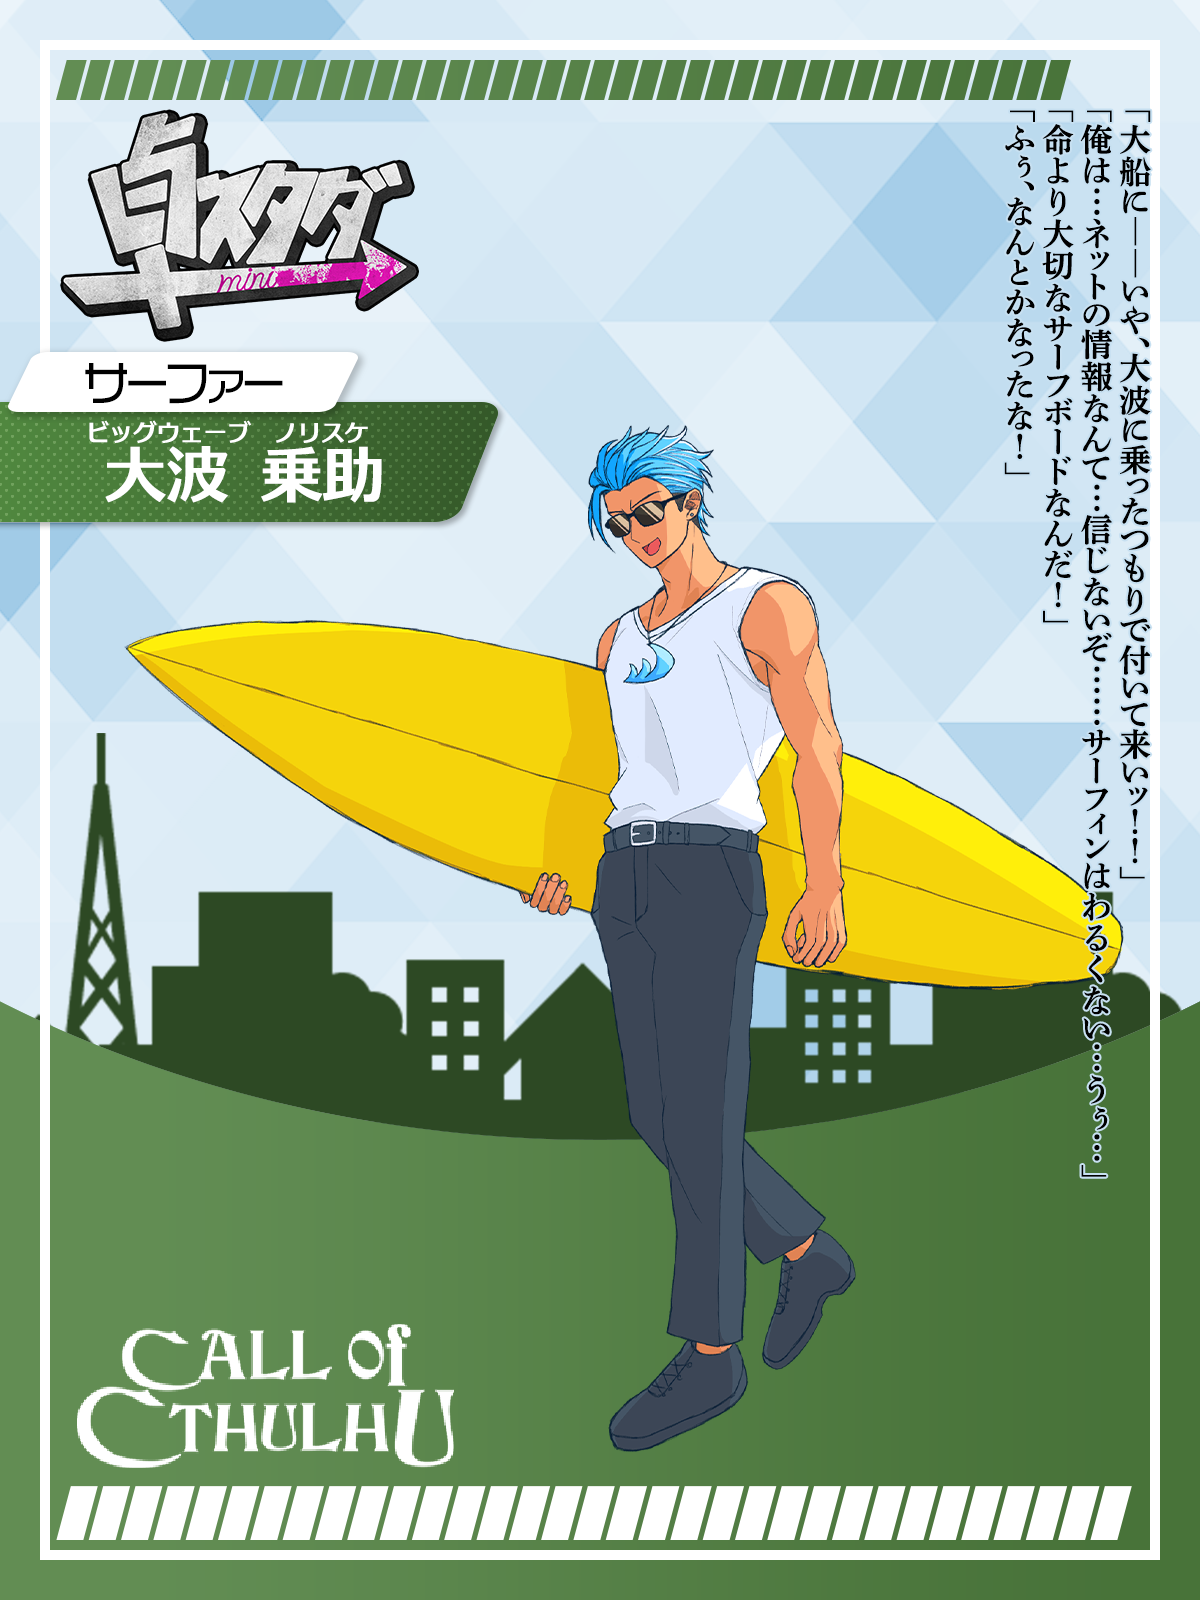 卓スタダ
mini
サーファー
ビッグウェーブ ノリスケ
大波 乗助
「大船に――いや、大波に乗ったつもりで付いて来いッ！！」
「俺は…ネットの情報なんて…信じないぞ……サーフィンはわるくない…うぅ…」
「命より大切なサーフボードなんだ！」
「ふぅ、なんとかなったな！」
CALL Of
CTHULHU